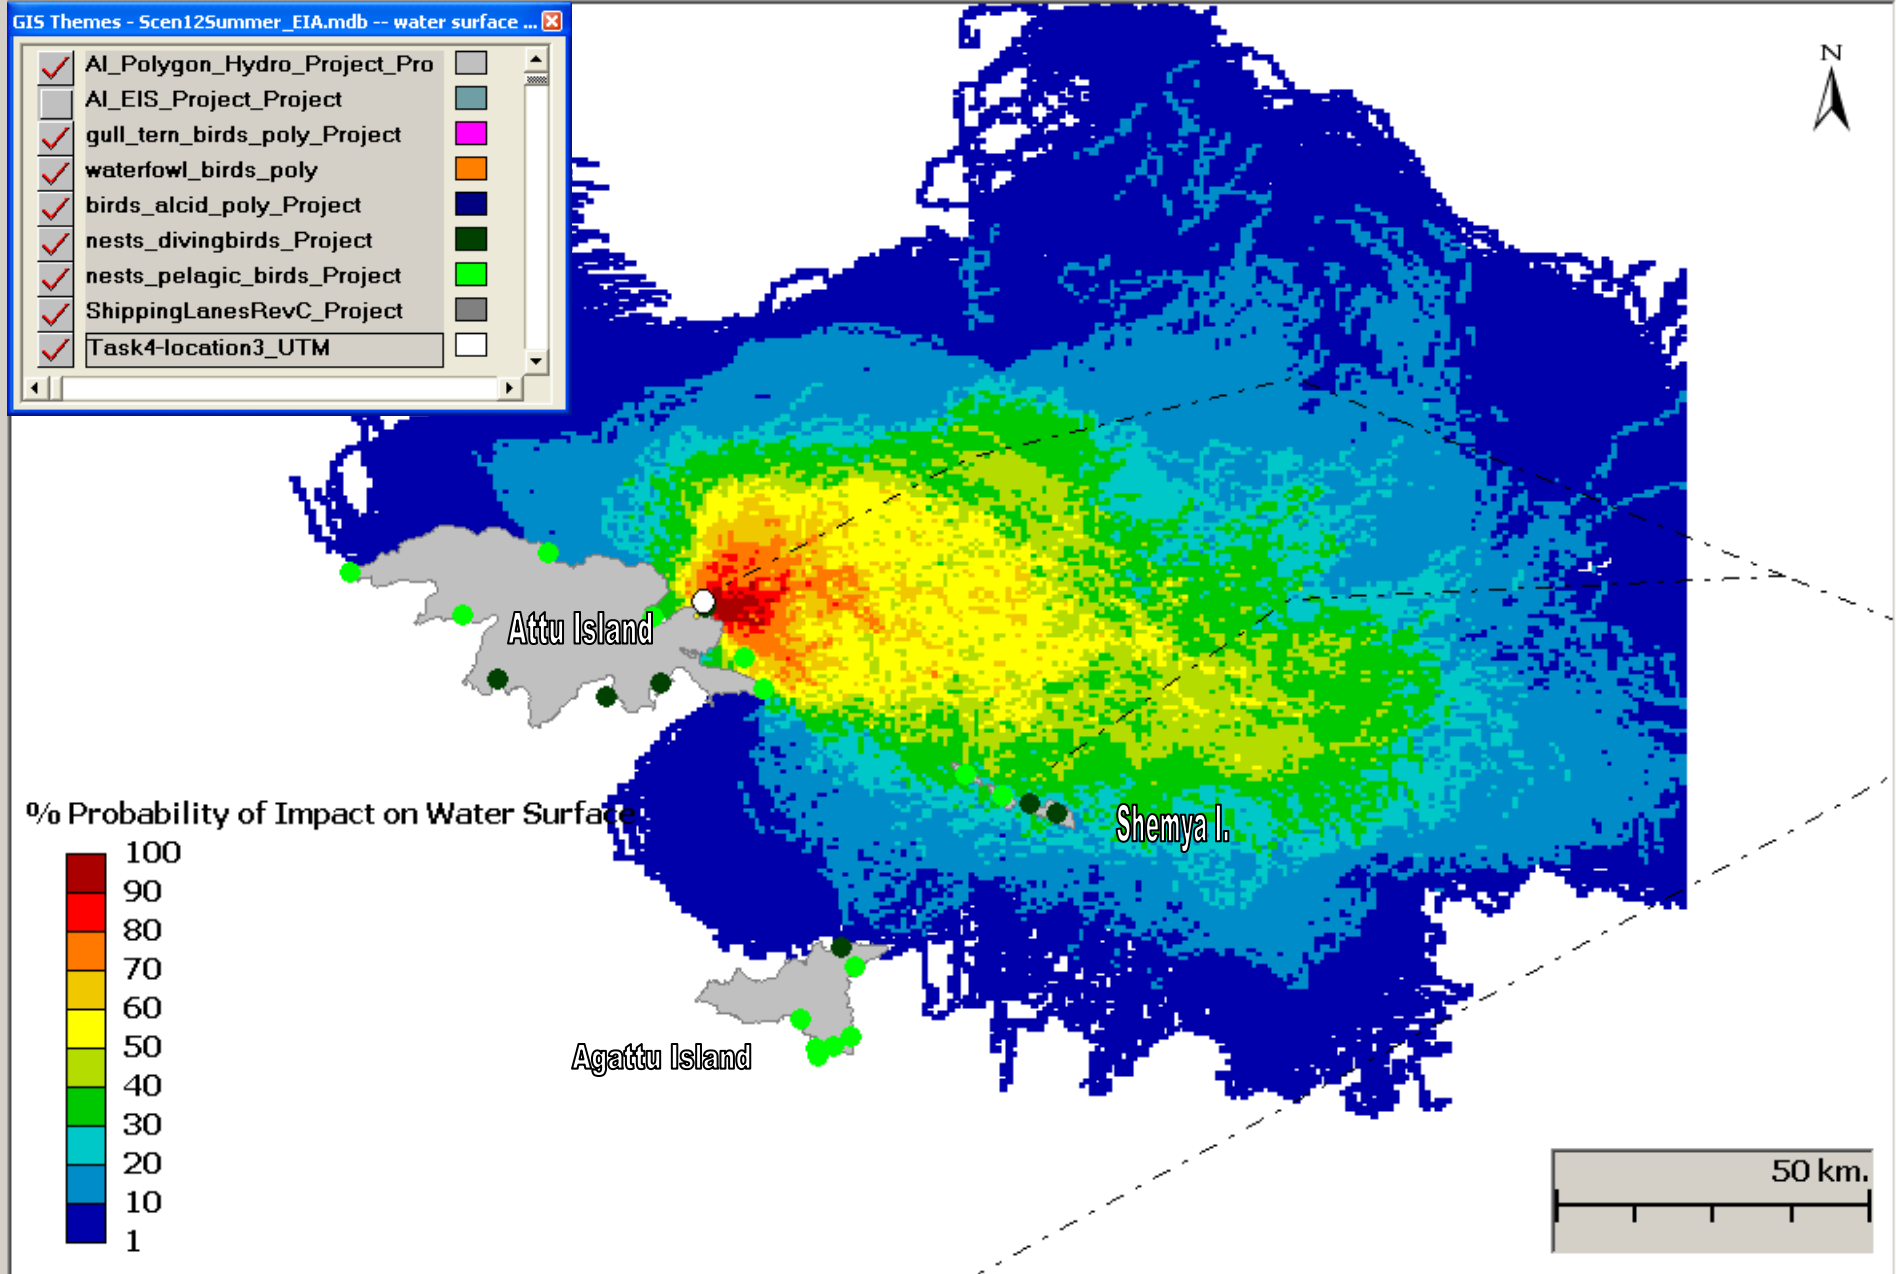 GIS Themes - Scen12Summer_EIA.mdb -- water surface ...
AI_Polygon_Hydro_Project_Pro
AI_EIS_Project_Project
gull_tern_birds_poly_Project
waterfowl_birds_poly
birds_alcid_poly_Project
nests_divingbirds_Project
nests_pelagic_birds_Project
ShippingLanesRevC_Project
Task4-location3_UTM
N
Attu Island
Shemya I.
Agattu Island
% Probability of Impact on Water Surface
100
90
80
70
60
50
40
30
20
10
1
50 km.